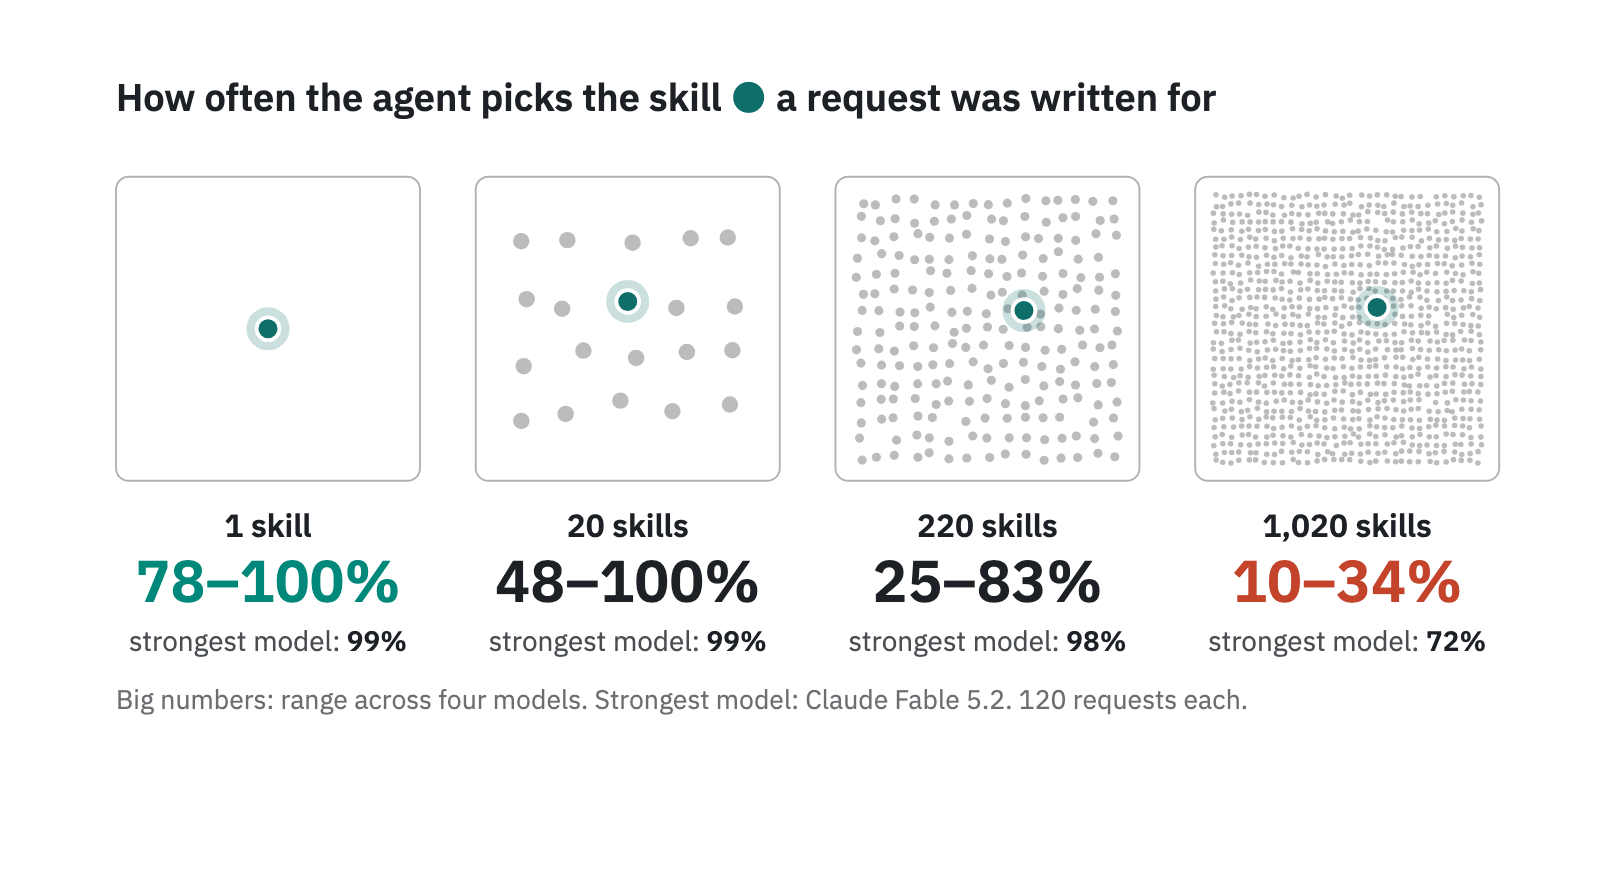 How often the agent picks the skill a request was written for
1 skill
78–100%
strongest model: 99%
20 skills
48–100%
strongest model: 99%
220 skills
25–83%
strongest model: 98%
1,020 skills
10–34%
strongest model: 72%
Big numbers: range across four models. Strongest model: Claude Fable 5.2. 120 requests each.